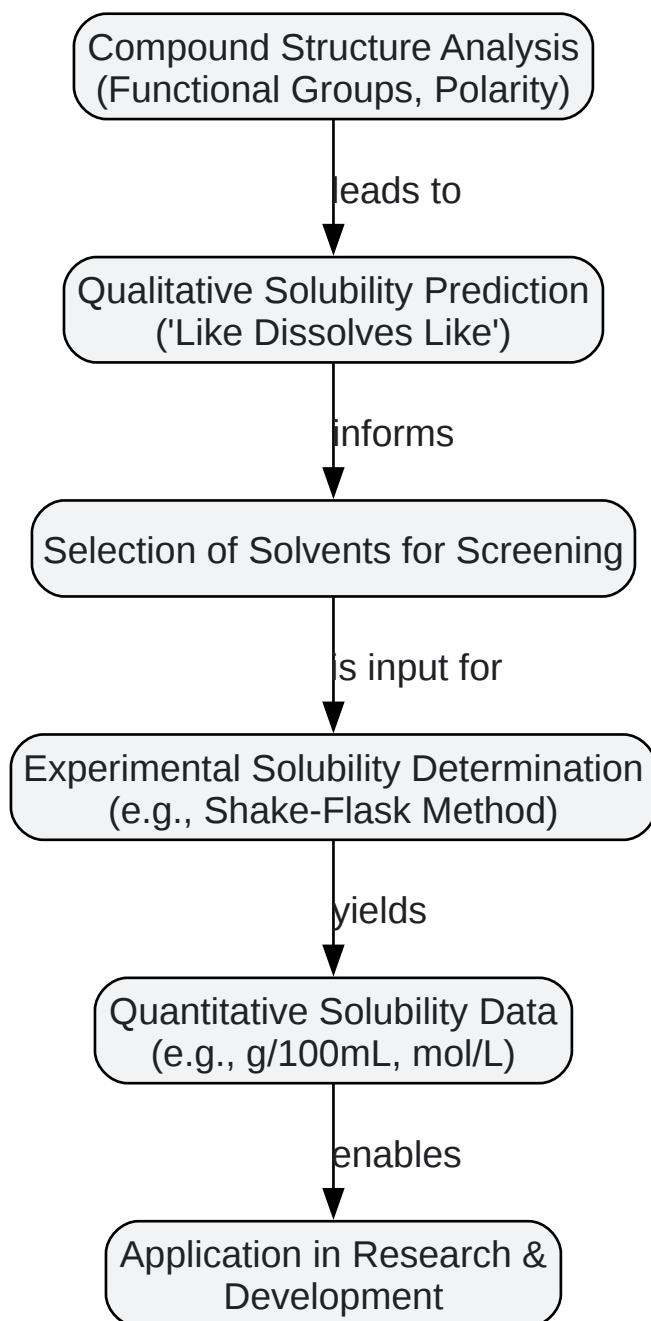 Compound Structure Analysis
(Functional Groups, Polarity)
leads to
Qualitative Solubility Prediction
('Like Dissolves Like')
informs
Selection of Solvents for Screening
is input for
Experimental Solubility Determination
(e.g., Shake-Flask Method)
yields
Quantitative Solubility Data
(e.g., g/100mL, mol/L)
enables
Application in Research &
Development